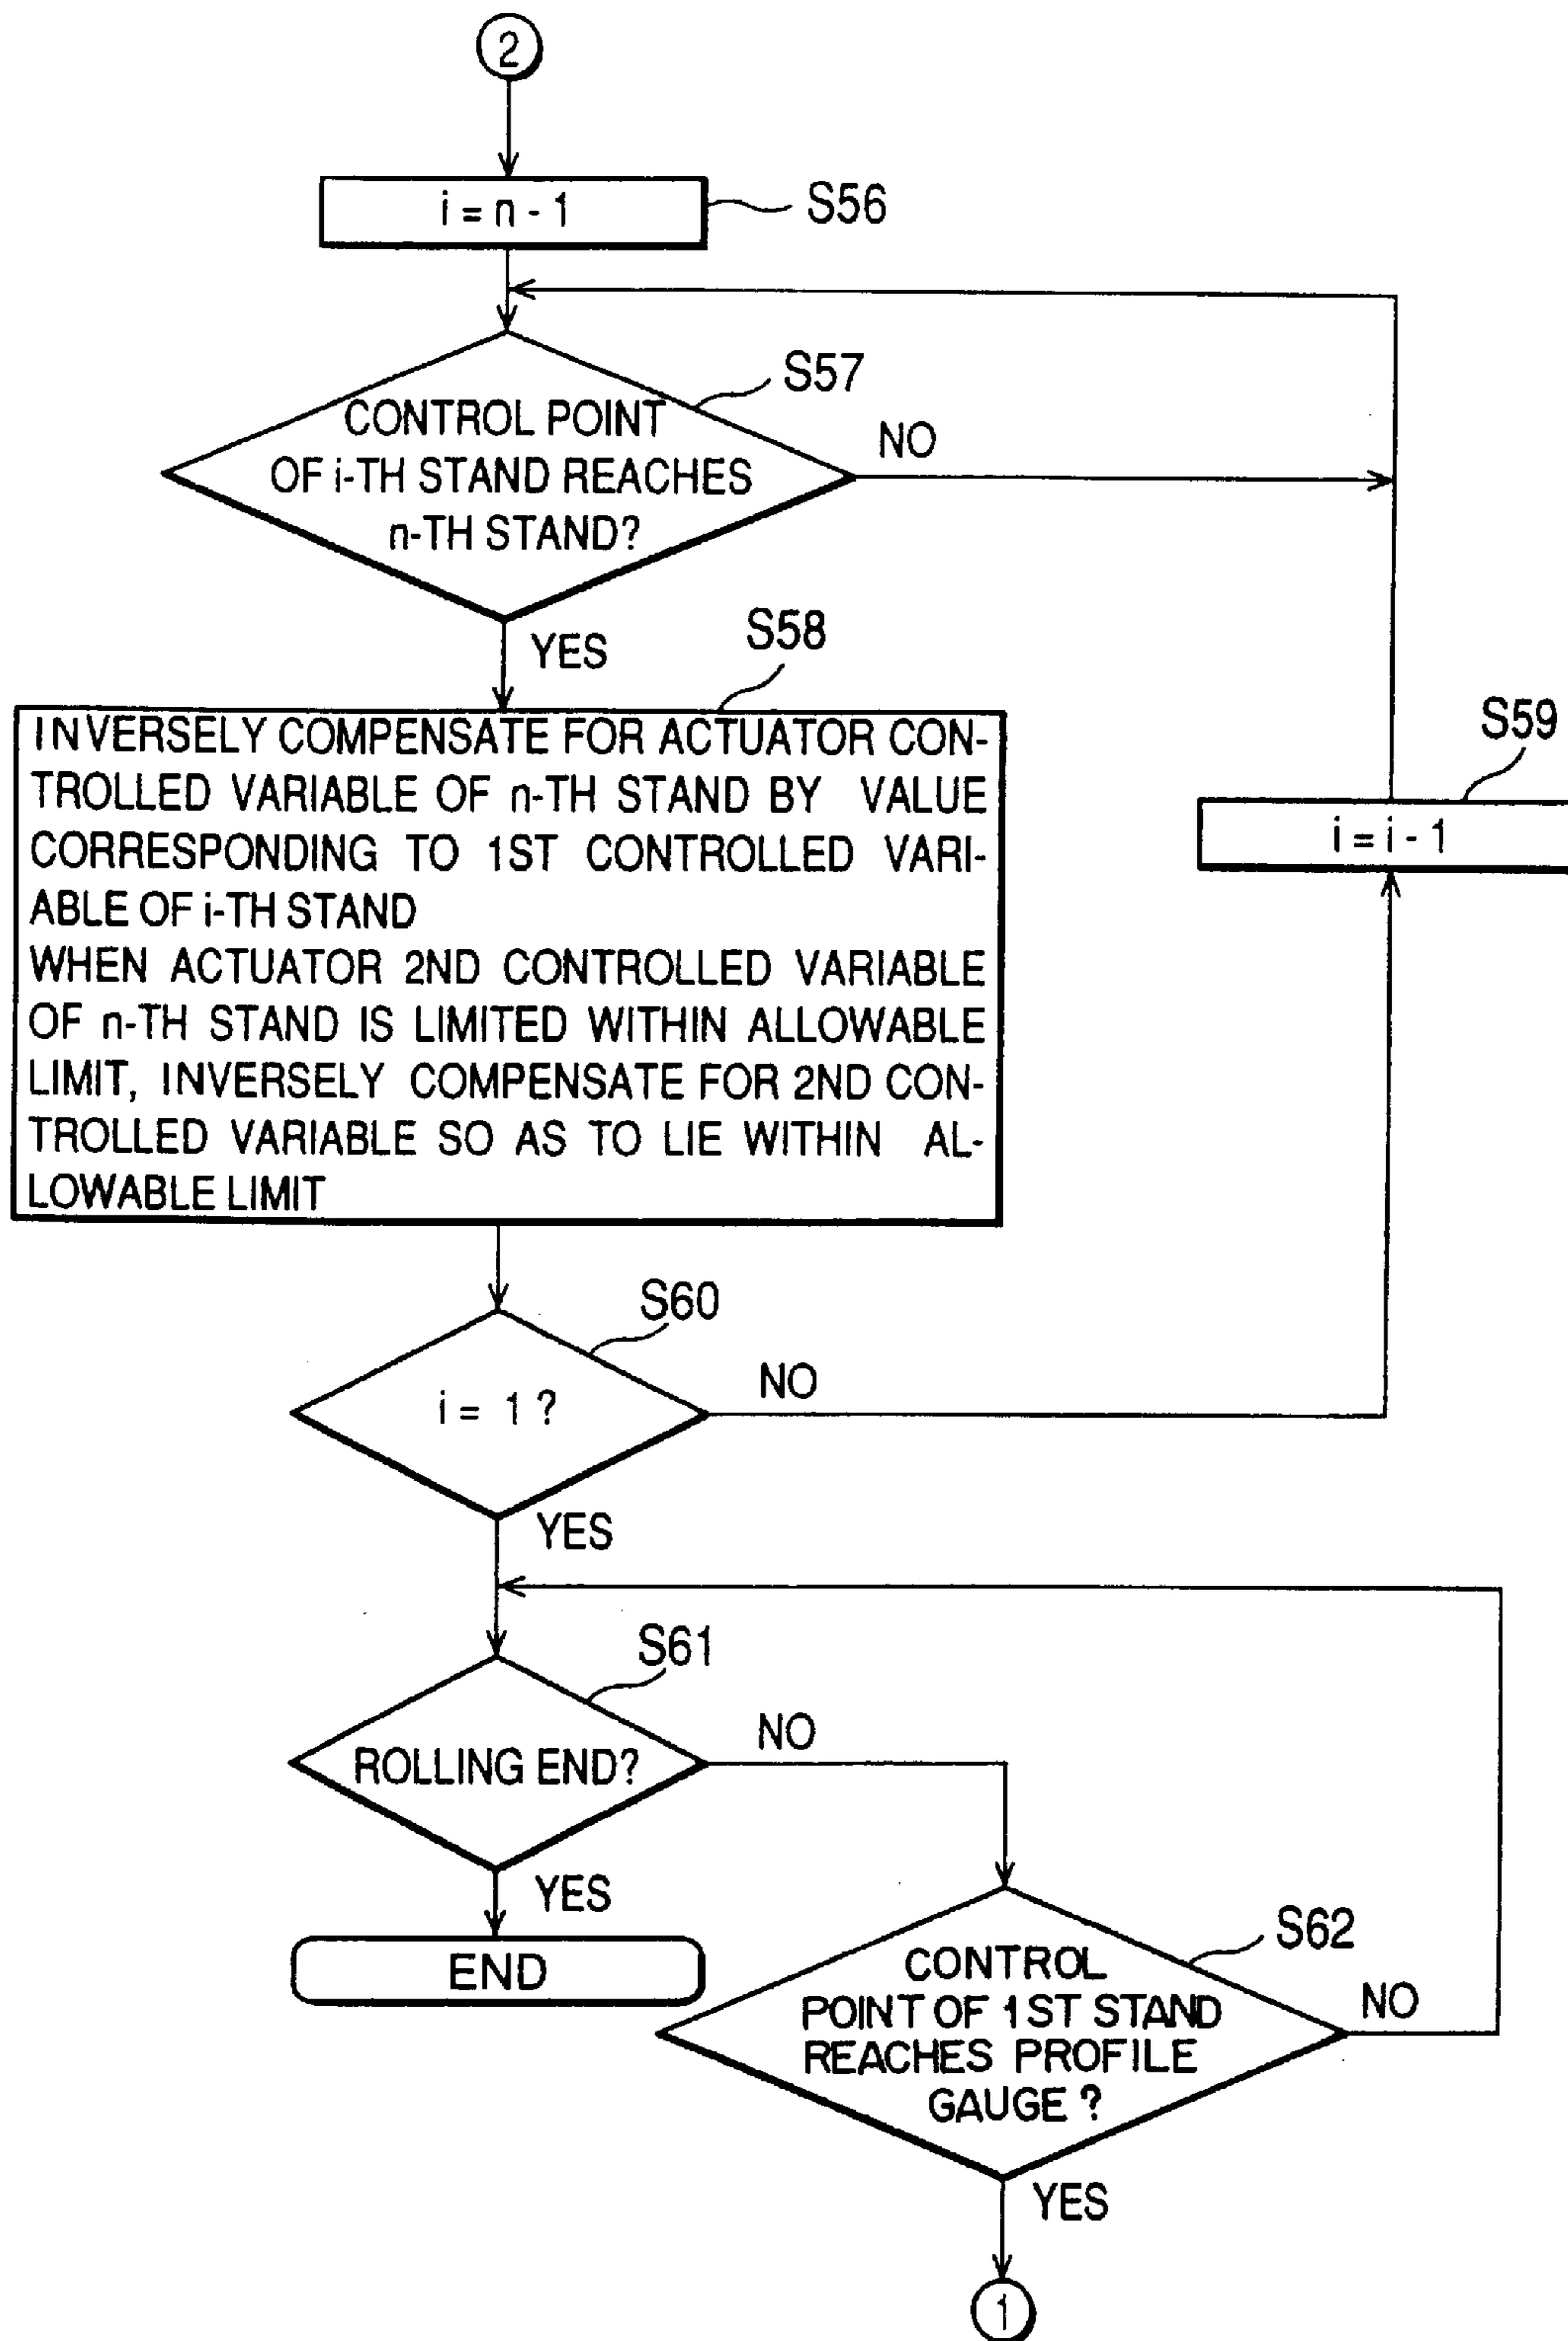 2
i = n - 1
S56
S57
CONTROL POINT
OF i-TH STAND REACHES
n-TH STAND?
NO
YES
S58
INVERSELY COMPENSATE FOR ACTUATOR CON-
TROLLED VARIABLE OF n-TH STAND BY VALUE
CORRESPONDING TO 1ST CONTROLLED VARI-
ABLE OF i-TH STAND
WHEN ACTUATOR 2ND CONTROLLED VARIABLE
OF n-TH STAND IS LIMITED WITHIN ALLOWABLE
LIMIT, INVERSELY COMPENSATE FOR 2ND CON-
TROLLED VARIABLE SO AS TO LIE WITHIN AL-
LOWABLE LIMIT
S59
i = i - 1
S60
i = 1 ?
NO
YES
S61
ROLLING END?
NO
YES
END
S62
CONTROL
POINT OF 1ST STAND
REACHES PROFILE
GAUGE ?
NO
YES
1